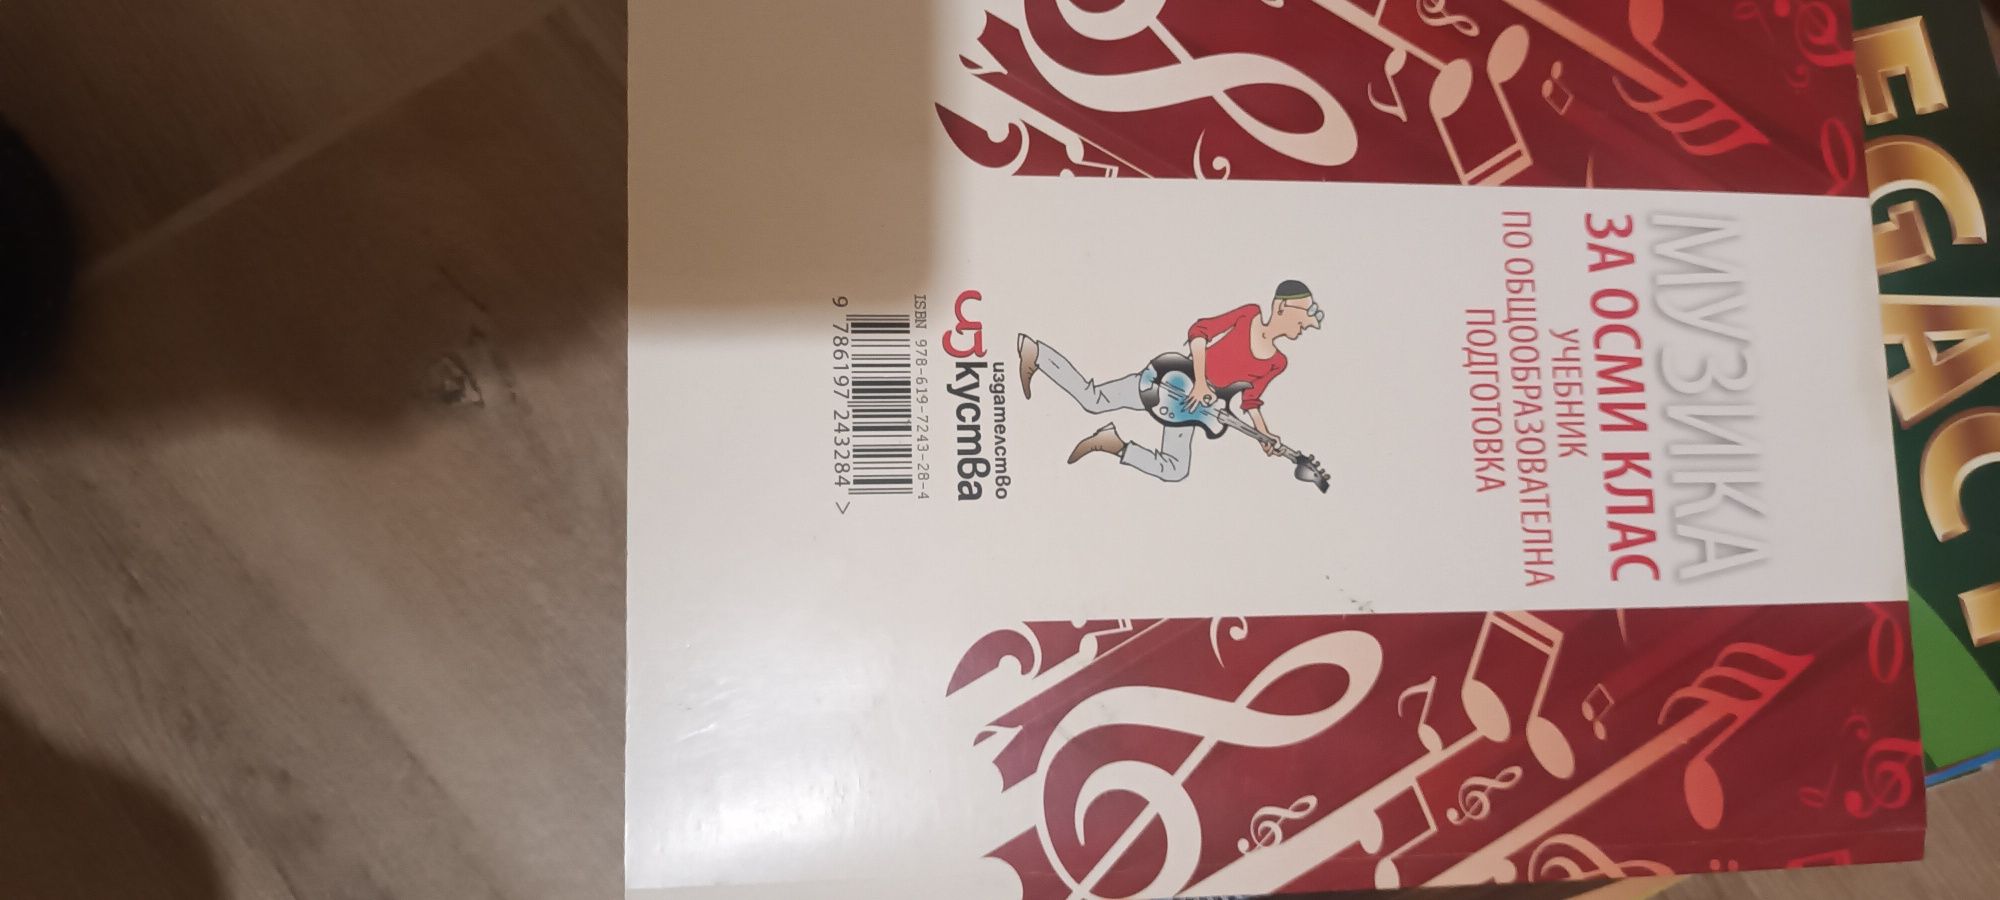 МУЗИКА
ЗА ОСМИ КЛАС
УЧЕБНИК
ПО ОБЩООБРАЗОВАТЕЛНА
ПОДГОТОВКА
издателство
изкуства
ISBN 978-619-7243-28-4
9 786197 243284 >
EGACY